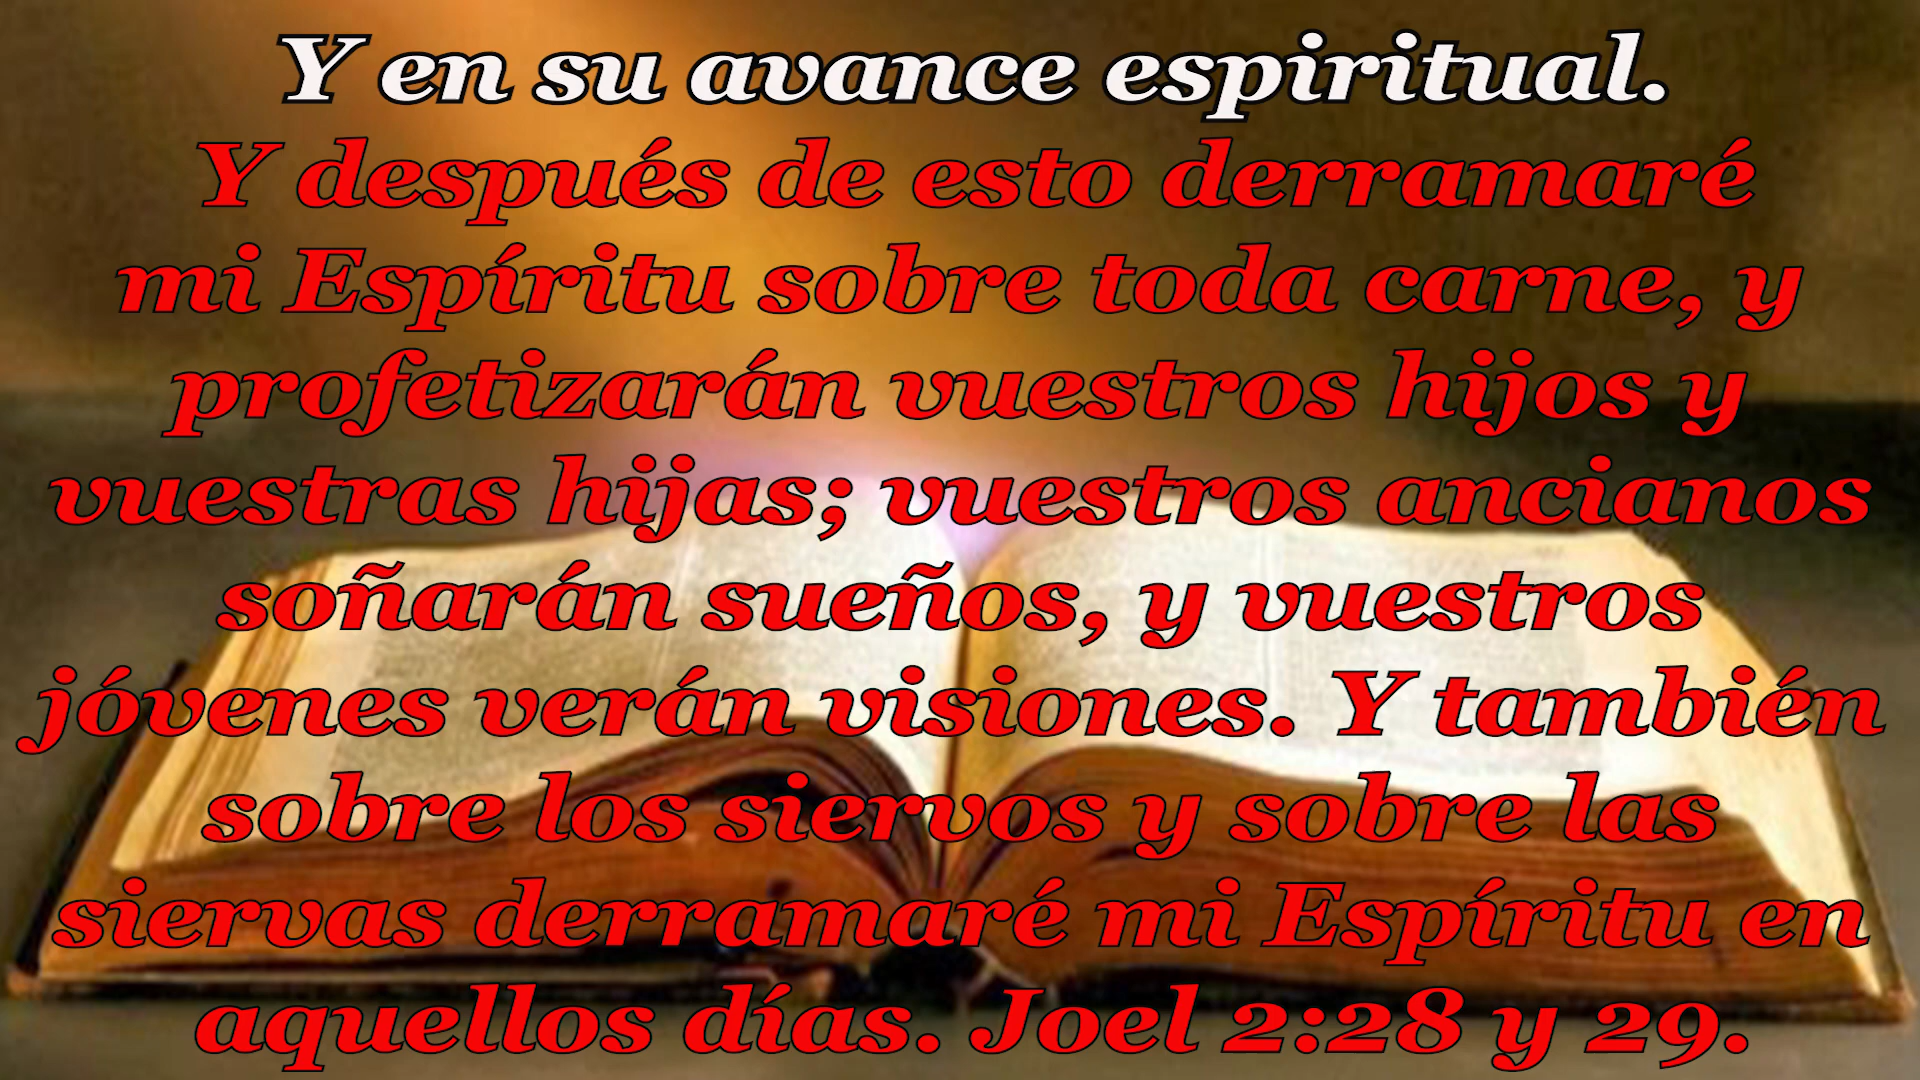 Y en su avance espiritual.
Y después de esto derramaré
mi Espíritu sobre toda carne, y
profetizarán vuestros hijos y
vuestras hijas; vuestros ancianos
soñarán sueños, y vuestros
jóvenes verán visiones. Y también
sobre los siervos y sobre las
siervas derramaré mi Espíritu en
aquellos días. Joel 2:28 y 29.